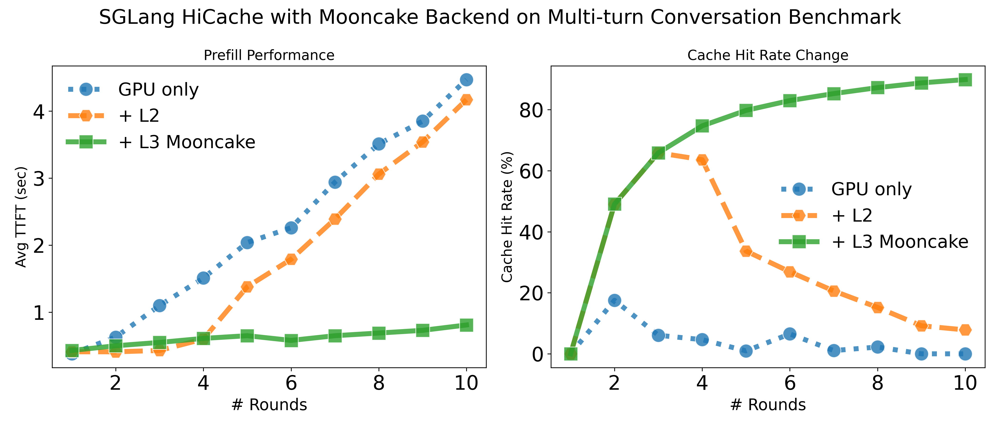 SGLang HiCache with Mooncake Backend on Multi-turn Conversation Benchmark
Prefill Performance
Avg TTFT (sec)
4
3
2
1
GPU only
+ L2
+ L3 Mooncake
2 4 6 8 10
# Rounds
Cache Hit Rate Change
Cache Hit Rate (%)
80
60
40
20
0
GPU only
+ L2
+ L3 Mooncake
2 4 6 8 10
# Rounds